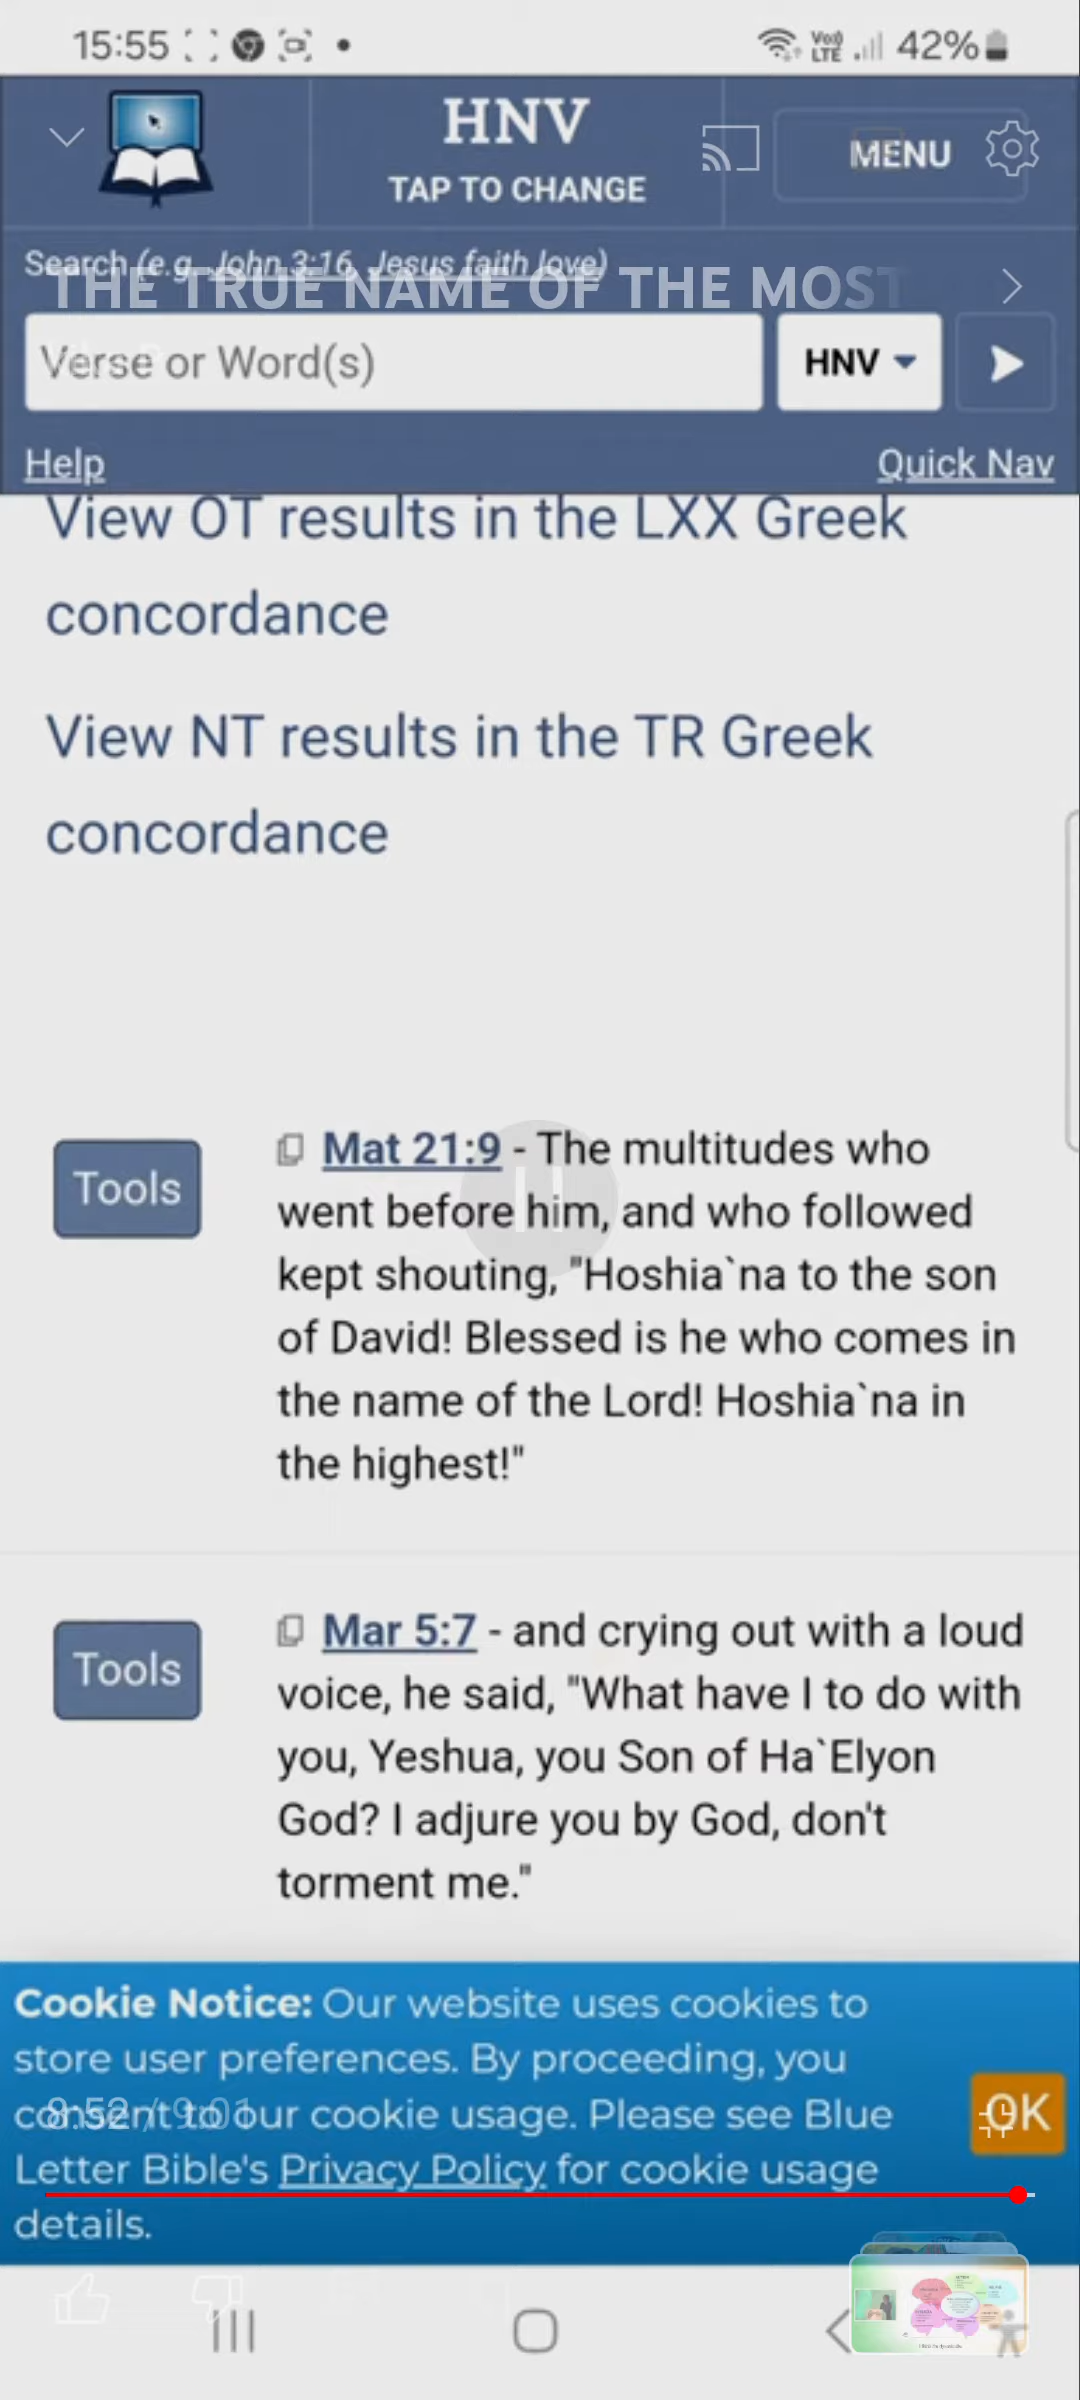 15:55
VoLTE 42%
HNV
TAP TO CHANGE
MENU
Search (e.g. John 3:16, Jesus faith love)
THE TRUE NAME OF THE MOST
Verse or Word(s)
HNV
Help
Quick Nav
View OT results in the LXX Greek
concordance
View NT results in the TR Greek
concordance
Tools
Mat 21:9 - The multitudes who
went before him, and who followed
kept shouting, "Hoshia`na to the son
of David! Blessed is he who comes in
the name of the Lord! Hoshia`na in
the highest!"
Tools
Mar 5:7 - and crying out with a loud
voice, he said, "What have I to do with
you, Yeshua, you Son of Ha`Elyon
God? I adjure you by God, don't
torment me."
Cookie Notice: Our website uses cookies to
store user preferences. By proceeding, you
consent to our cookie usage. Please see Blue
Letter Bible's Privacy Policy for cookie usage
details.
OK
8:52 / 9:01